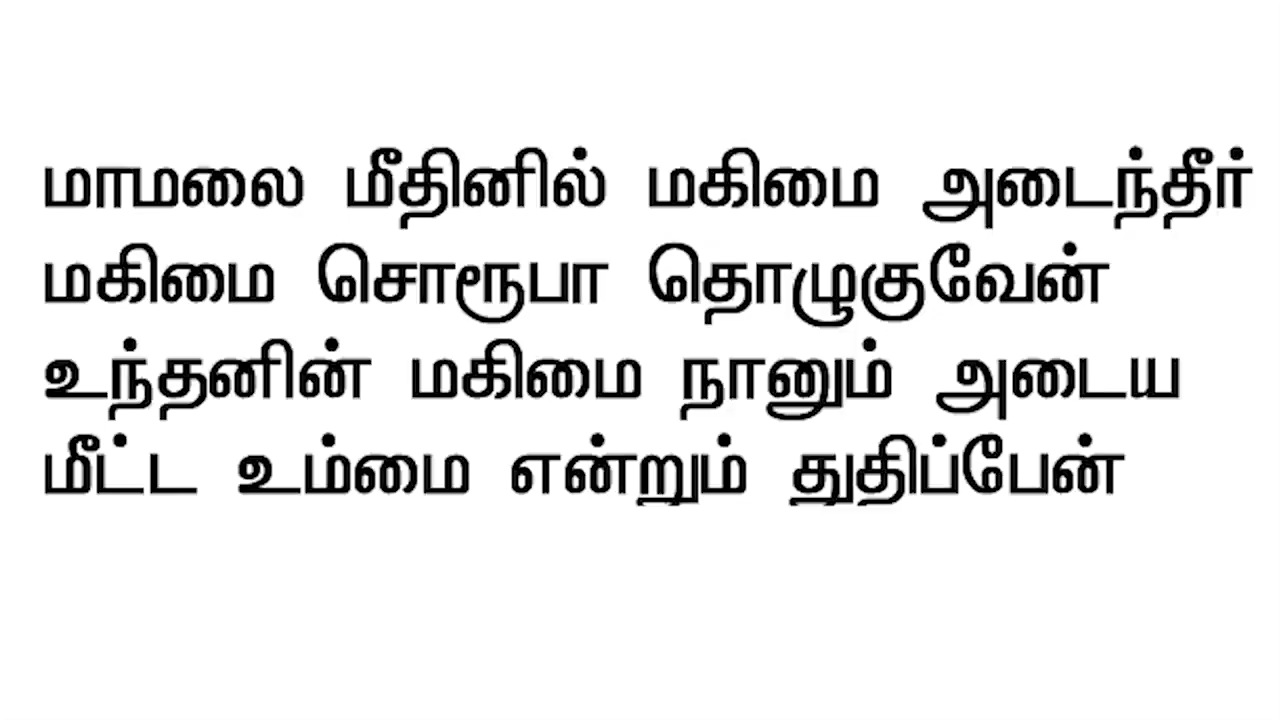 மாமலை மீதினில் மகிமை அடைந்தீர்
மகிமை சொரூபா தொழுகுவேன்
உந்தனின் மகிமை நானும் அடைய
மீட்ட உம்மை என்றும் துதிப்பேன்